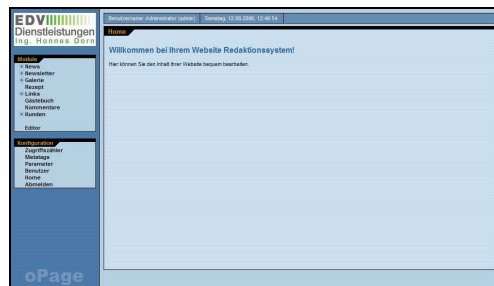 EDV
Dienstleistungen
Ing. Hannes Dorn
Module
News
Newsletter
Galerie
Rezept
Links
Gästebuch
Kommentare
Kunden
Editor
Konfiguration
Zugriffszähler
Metatags
Parameter
Benutzer
Home
Abmelden
oPage
Benutzername: Administrator (admin) Samstag, 12.08.2006, 12:46:54
Home
Willkommen bei Ihrem Website Redaktionssystem!
Hier können Sie den Inhalt Ihrer Website bequem bearbeiten.